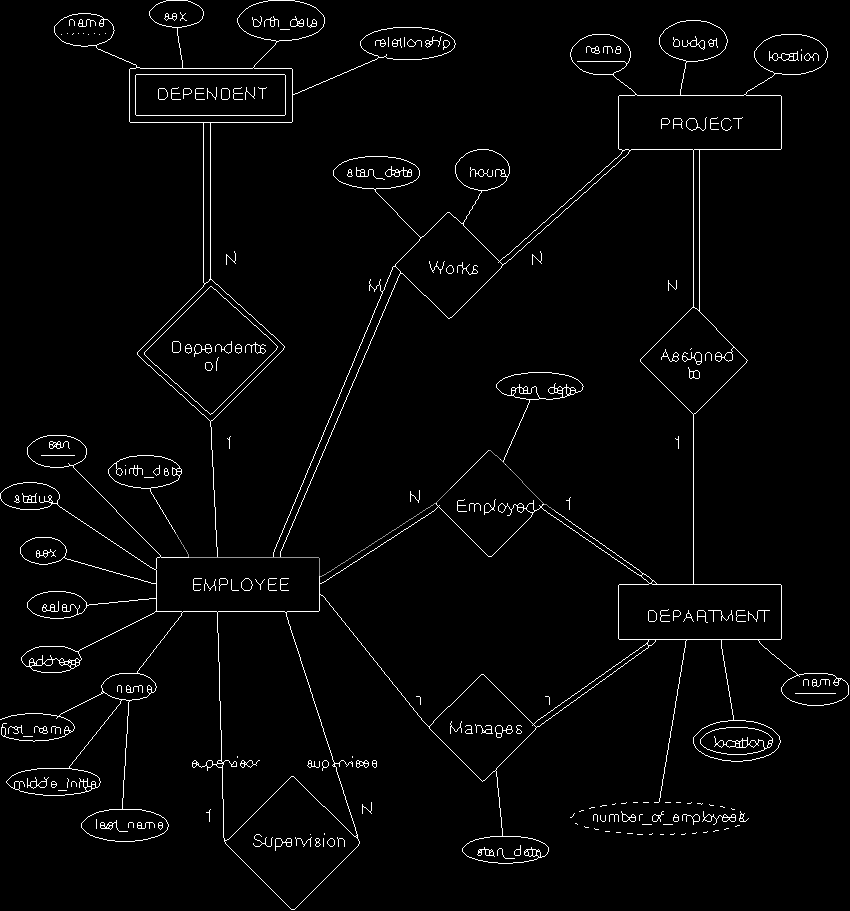 name
sex
birth_date
relationship
DEPENDENT
name
budget
location
PROJECT
start_date
hours
Works
N
N
M
N
Dependents
of
Assigned
to
start_date
1
1
ssn
birth_date
status
N
Employed
1
sex
EMPLOYEE
salary
DEPARTMENT
address
name
name
1
1
first_name
Manages
locations
supervisor
supervisee
middle_initial
1
N
number_of_employees
last_name
Supervision
start_date